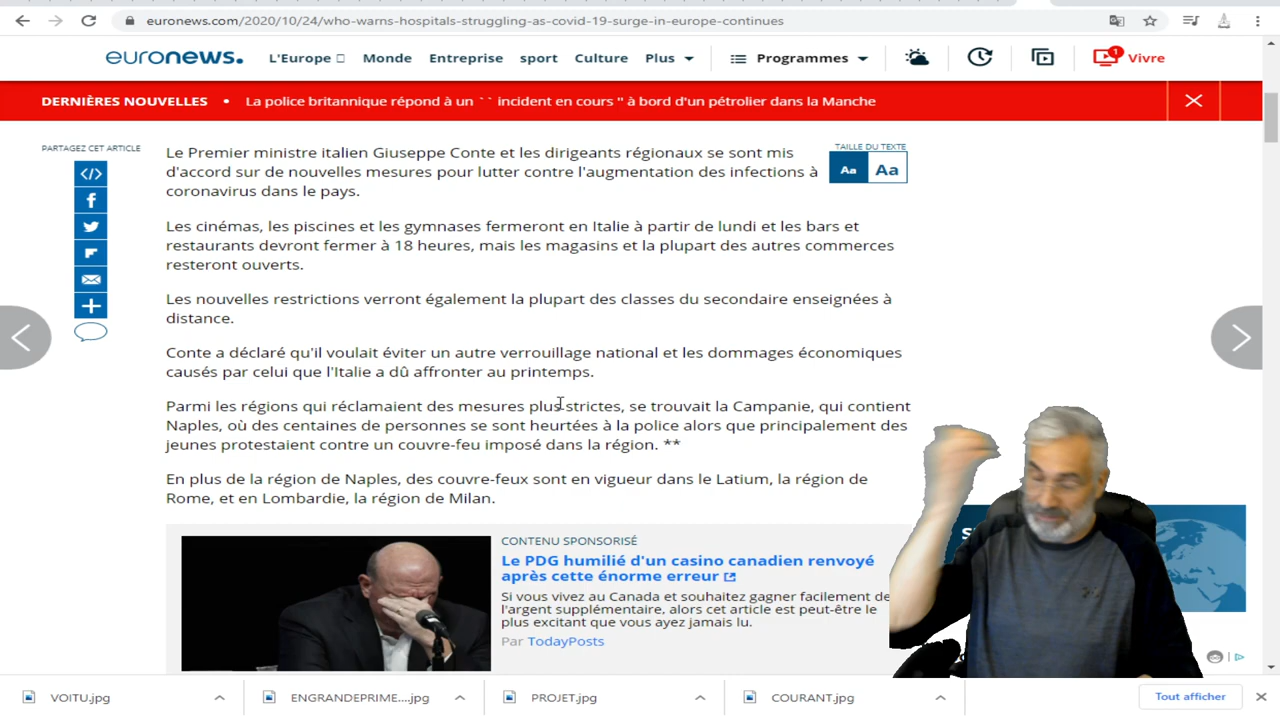 euronews.com/2020/10/24/who-warns-hospitals-struggling-as-covid-19-surge-in-europe-continues
euronews.
L'Europe
Monde
Entreprise
sport
Culture
Plus
Programmes
1
Vivre
DERNIÈRES NOUVELLES • La police britannique répond à un `` incident en cours '' à bord d'un pétrolier dans la Manche
PARTAGEZ CET ARTICLE
TAILLE DU TEXTE
Aa Aa
Le Premier ministre italien Giuseppe Conte et les dirigeants régionaux se sont mis
d'accord sur de nouvelles mesures pour lutter contre l'augmentation des infections à
coronavirus dans le pays.
Les cinémas, les piscines et les gymnases fermeront en Italie à partir de lundi et les bars et
restaurants devront fermer à 18 heures, mais les magasins et la plupart des autres commerces
resteront ouverts.
Les nouvelles restrictions verront également la plupart des classes du secondaire enseignées à
distance.
Conte a déclaré qu'il voulait éviter un autre verrouillage national et les dommages économiques
causés par celui que l'Italie a dû affronter au printemps.
Parmi les régions qui réclamaient des mesures plus strictes, se trouvait la Campanie, qui contient
Naples, où des centaines de personnes se sont heurtées à la police alors que principalement des
jeunes protestaient contre un couvre-feu imposé dans la région. **
En plus de la région de Naples, des couvre-feux sont en vigueur dans le Latium, la région de
Rome, et en Lombardie, la région de Milan.
CONTENU SPONSORISÉ
Le PDG humilié d'un casino canadien renvoyé
après cette énorme erreur
Si vous vivez au Canada et souhaitez gagner facilement de
l'argent supplémentaire, alors cet article est peut-être le
plus excitant que vous ayez jamais lu.
Par TodayPosts
VOITU.jpg
ENGRANDEPRIME....jpg
PROJET.jpg
COURANT.jpg
Tout afficher